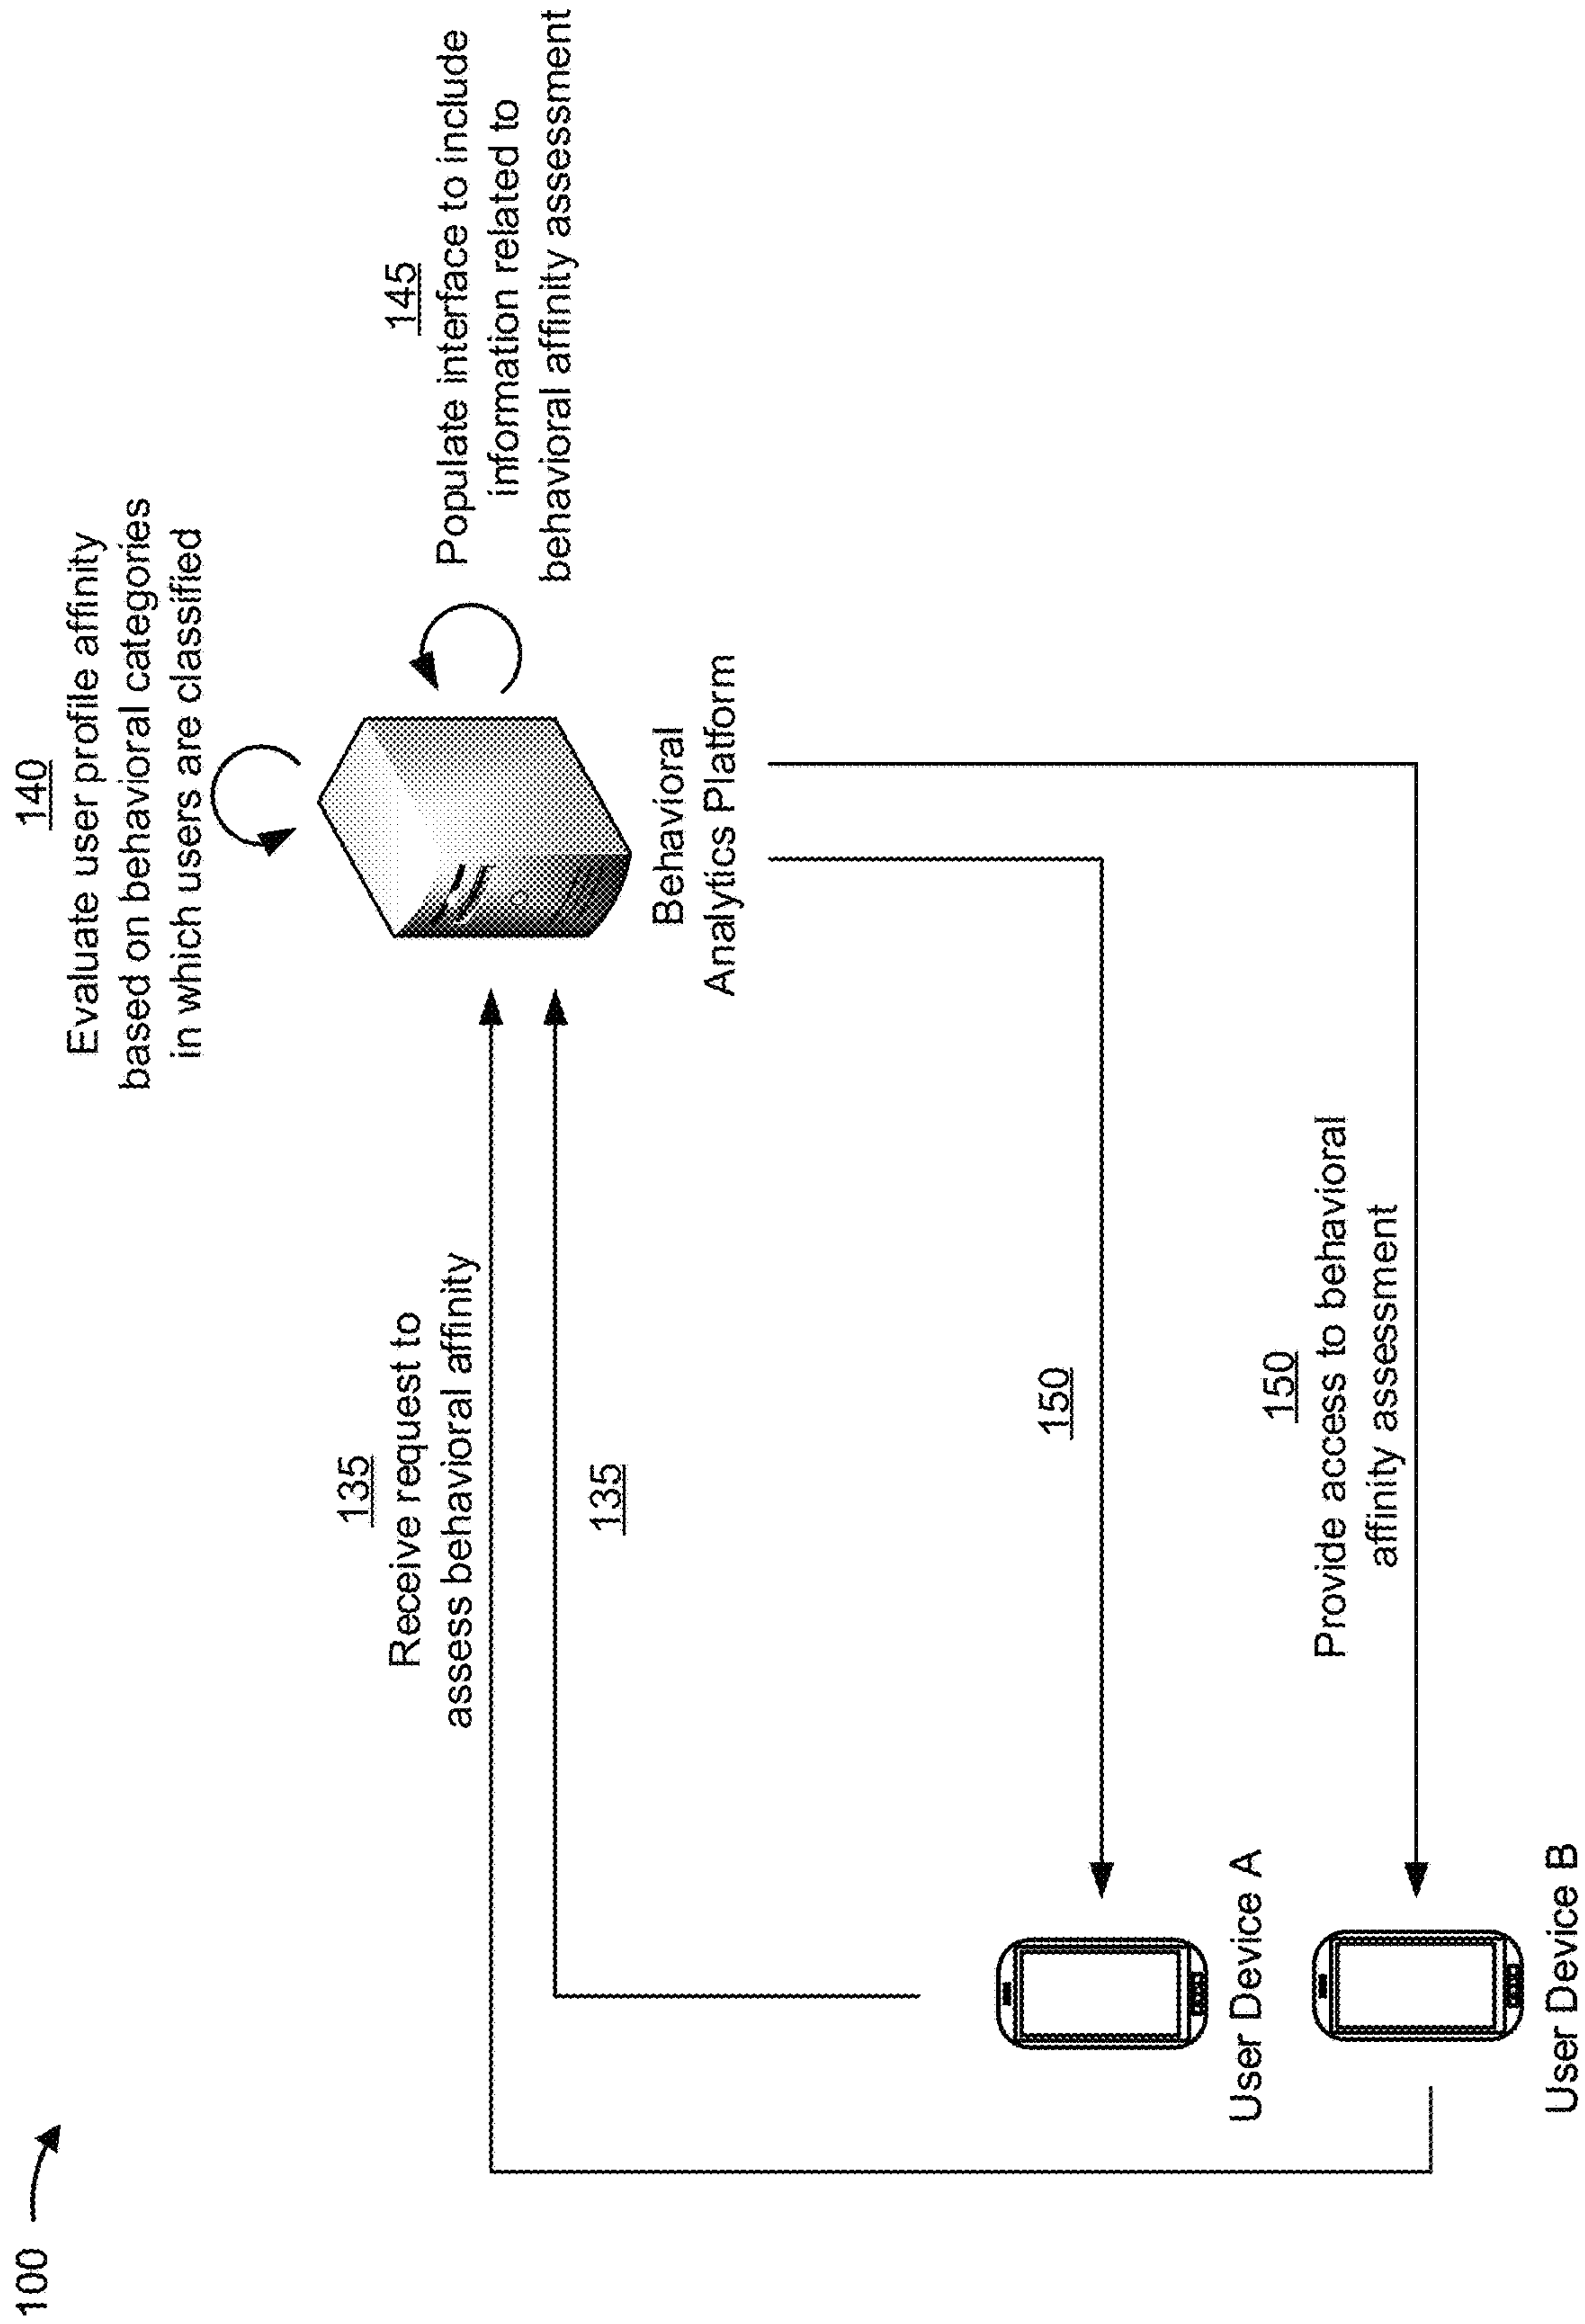 100
140
Evaluate user profile affinity
based on behavioral categories
in which users are classified
135
Receive request to
assess behavioral affinity
145
Populate interface to include
information related to
behavioral affinity assessment
135
Behavioral
Analytics Platform
150
User Device A
150
Provide access to behavioral
affinity assessment
User Device B